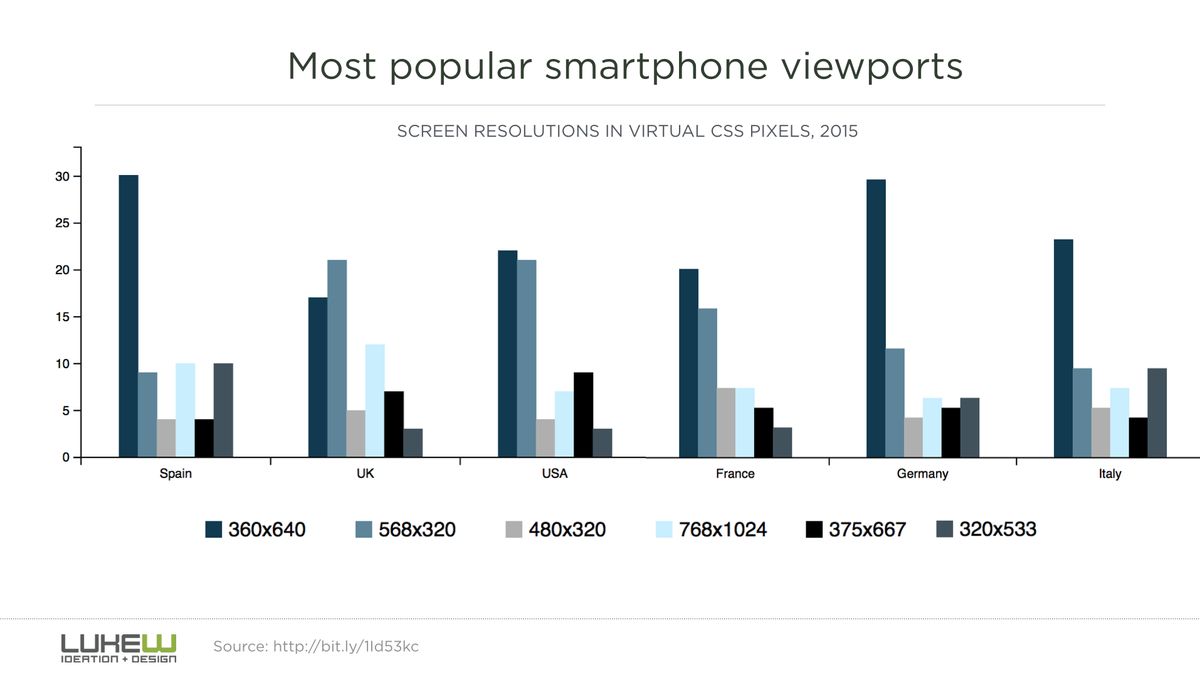 Most popular smartphone viewports
SCREEN RESOLUTIONS IN VIRTUAL CSS PIXELS, 2015
30
25
20
15
10
5
0
Spain UK USA France Germany Italy
360x640 568x320 480x320 768x1024 375x667 320x533
LUKEW
IDEATION + DESIGN
Source: http://bit.ly/1Id53kc